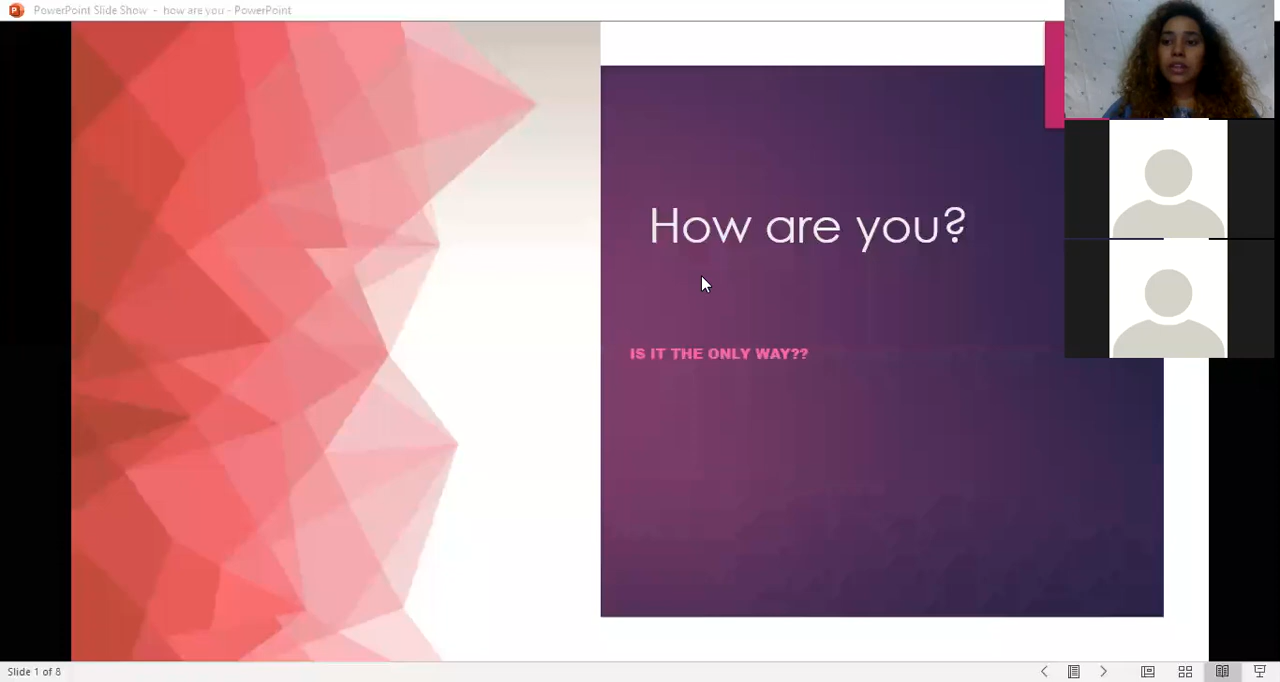 PowerPoint Slide Show - how are you - PowerPoint
How are you?
IS IT THE ONLY WAY??
Slide 1 of 8